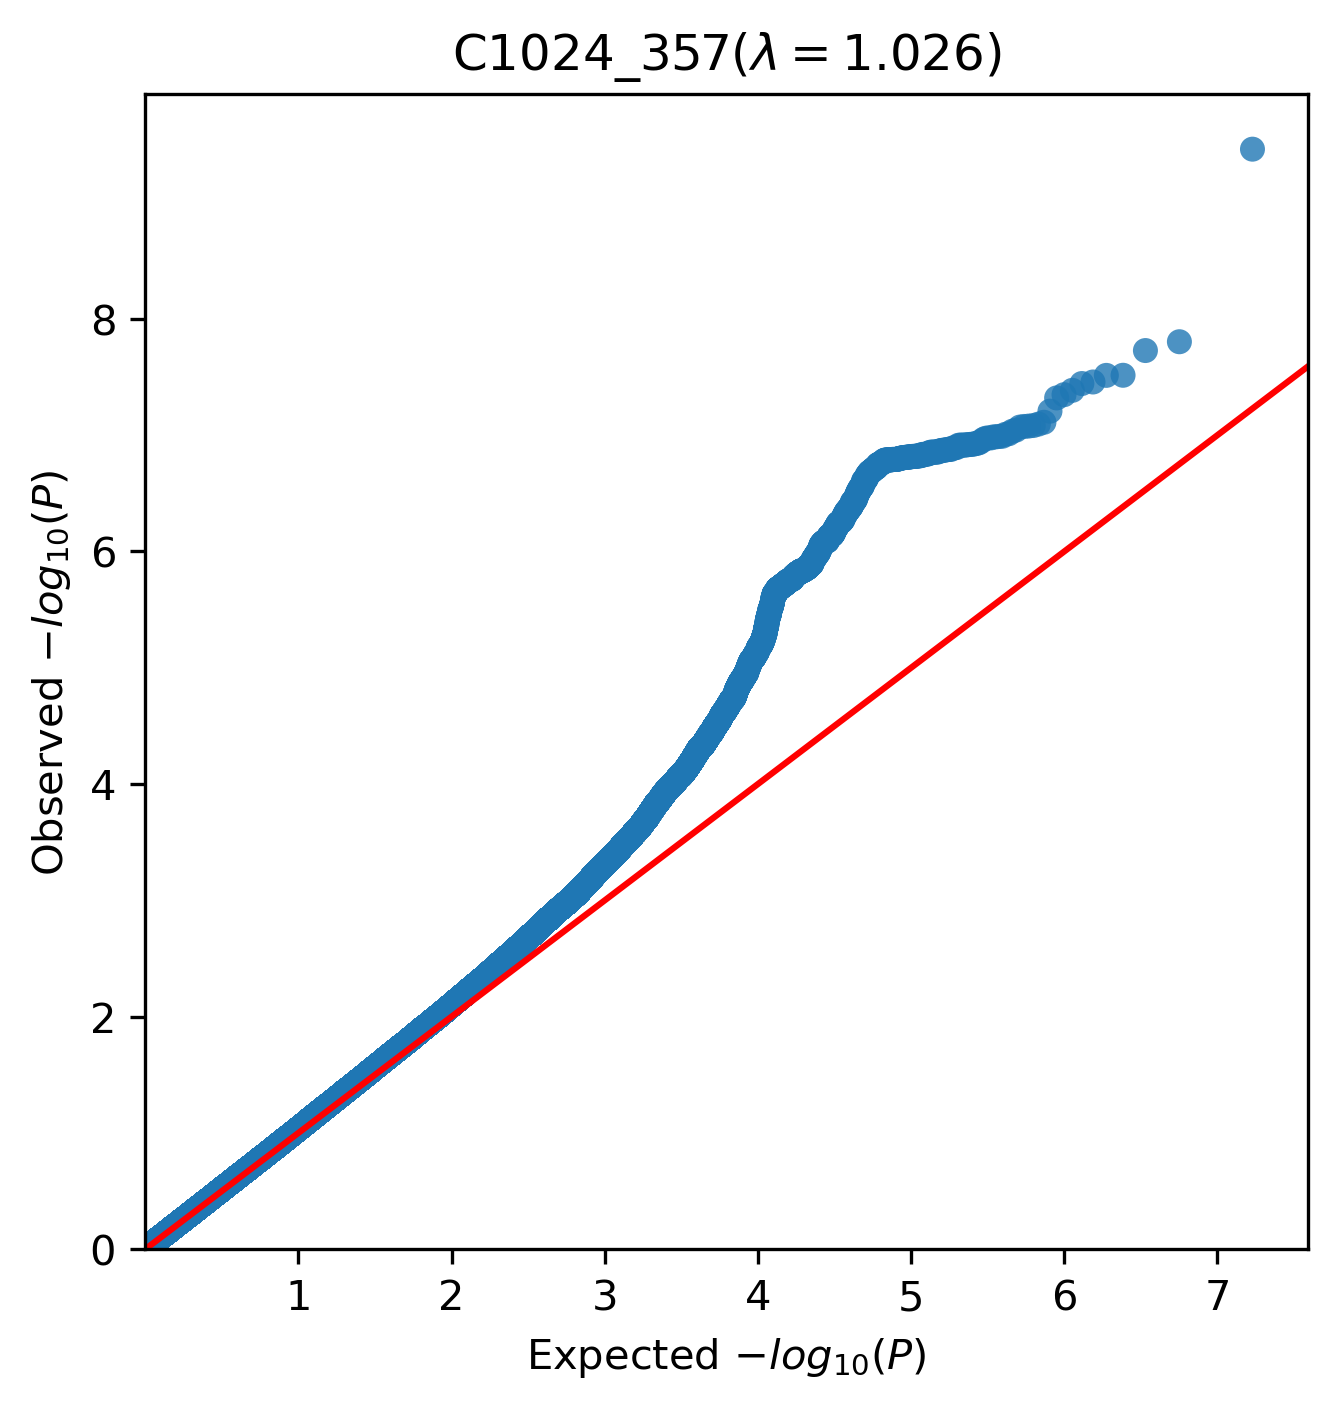 C1024_357(λ = 1.026)
Observed −log₁₀(P)
8
6
4
2
0
1 2 3 4 5 6 7
Expected −log₁₀(P)